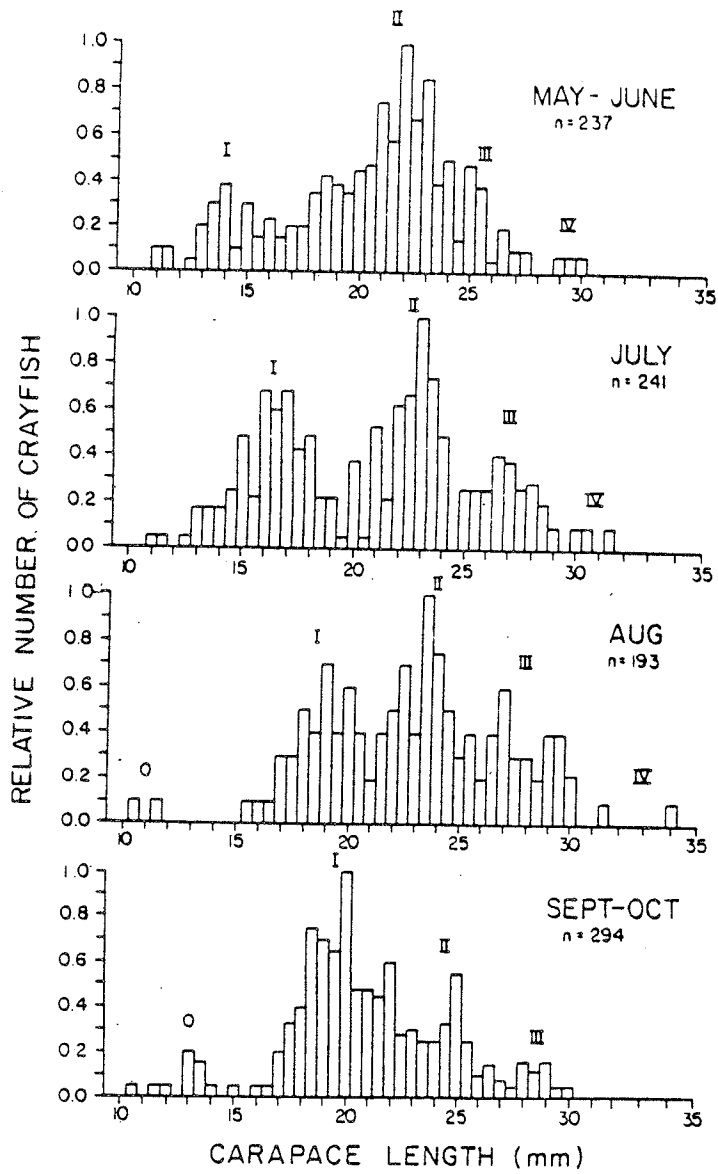 RELATIVE NUMBER. OF CRAYFISH
MAY-JUNE
n=237
I
II
III
IV
1.0
0.8
0.6
0.4
0.2
0.0
10 15 20 25 30 35
JULY
n=241
I
II
III
IV
1.0
0.8
0.6
0.4
0.2
0.0
10 15 20 25 30 35
AUG
n=193
O
I
II
III
IV
1.0
0.8
0.6
0.4
0.2
0.0
10 15 20 25 30 35
SEPT-OCT
n=294
O
I
II
III
1.0
0.8
0.6
0.4
0.2
0.0
10 15 20 25 30 35
CARAPACE LENGTH (mm)